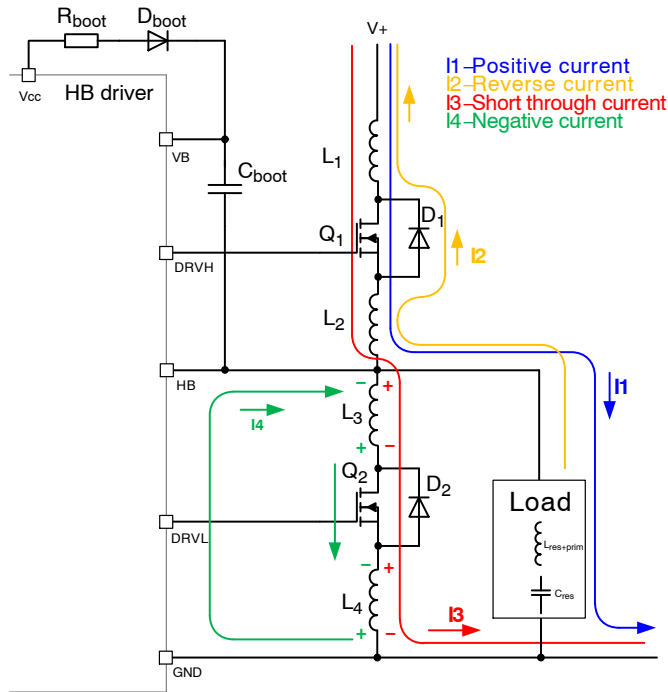 Rboot
Dboot
V+
I1–Positive current
I2–Reverse current
I3–Short through current
I4–Negative current
Vcc
HB driver
VB
Cboot
L1
D1
Q1
I2
DRVH
L2
HB
I1
– +
L3
I4
+ –
Q2
D2
Load
DRVL
Lres+prim
– +
Cres
L4
I3
+ –
GND